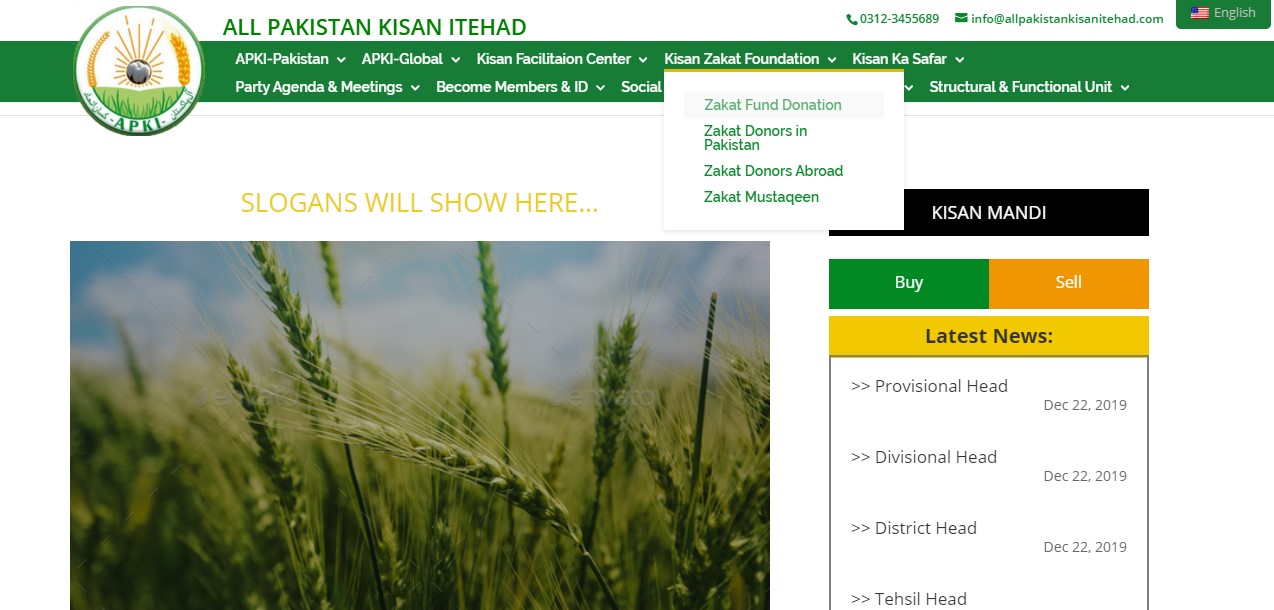 ALL PAKISTAN KISAN ITEHAD
0312-3455689
info@allpakistankisanitehad.com
English
APKI-Pakistan
APKI-Global
Kisan Facilitaion Center
Kisan Zakat Foundation
Kisan Ka Safar
Party Agenda & Meetings
Become Members & ID
Social
Structural & Functional Unit
-APKI-
Zakat Fund Donation
Zakat Donors in
Pakistan
Zakat Donors Abroad
Zakat Mustaqeen
SLOGANS WILL SHOW HERE...
KISAN MANDI
Buy
Sell
Latest News:
>> Provisional Head
Dec 22, 2019
>> Divisional Head
Dec 22, 2019
>> District Head
Dec 22, 2019
>> Tehsil Head
envato
envato